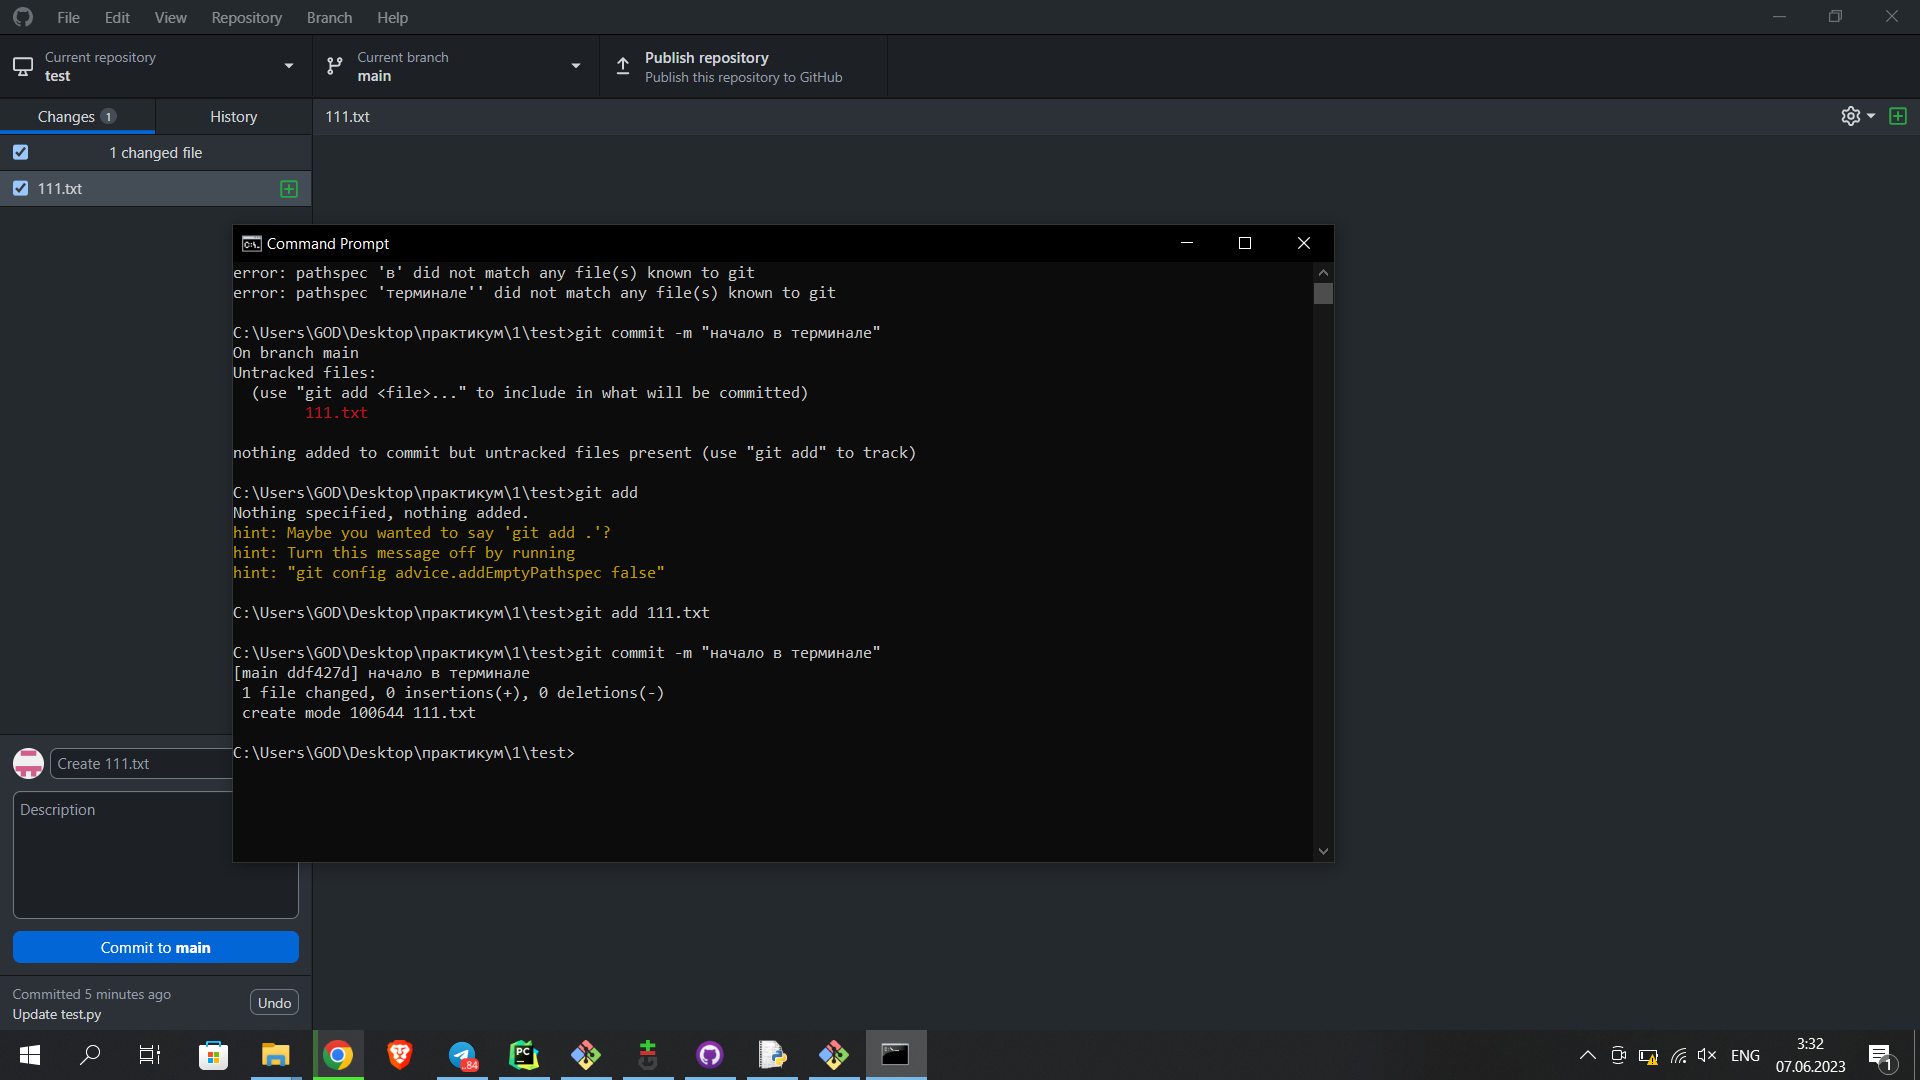 File Edit View Repository Branch Help
Current repository
test
Current branch
main
Publish repository
Publish this repository to GitHub
Changes 1 History
111.txt
1 changed file
111.txt
Command Prompt
error: pathspec 'в' did not match any file(s) known to git
error: pathspec 'терминале'' did not match any file(s) known to git
C:\Users\GOD\Desktop\практикум\1\test>git commit -m "начало в терминале"
On branch main
Untracked files:
(use "git add <file>..." to include in what will be committed)
111.txt
nothing added to commit but untracked files present (use "git add" to track)
C:\Users\GOD\Desktop\практикум\1\test>git add
Nothing specified, nothing added.
hint: Maybe you wanted to say 'git add .'?
hint: Turn this message off by running
hint: "git config advice.addEmptyPathspec false"
C:\Users\GOD\Desktop\практикум\1\test>git add 111.txt
C:\Users\GOD\Desktop\практикум\1\test>git commit -m "начало в терминале"
[main ddf427d] начало в терминале
1 file changed, 0 insertions(+), 0 deletions(-)
create mode 100644 111.txt
C:\Users\GOD\Desktop\практикум\1\test>
Create 111.txt
Description
Commit to main
Committed 5 minutes ago
Update test.py
Undo
PC
..84
ENG
3:32
07.06.2023
1